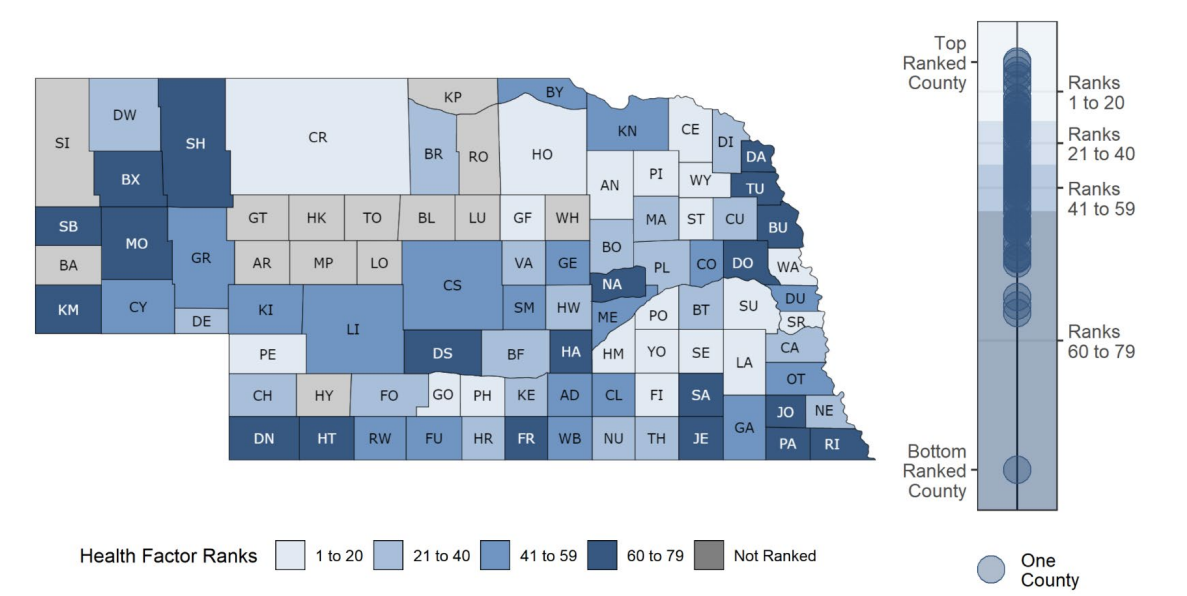 SI
DW
SH
CR
KP
BY
KN
CE
DI
DA
BX
BR
RO
HO
AN
PI
WY
TU
SB
MO
GR
GT
HK
TO
BL
LU
GF
WH
MA
ST
CU
BU
BA
AR
MP
LO
CS
VA
GE
BO
PL
CO
DO
WA
KM
CY
DE
KI
LI
SM
HW
NA
ME
PO
BT
SU
DU
SR
PE
DS
BF
HA
HM
YO
SE
LA
CA
OT
CH
HY
FO
GO
PH
KE
AD
CL
FI
SA
JO
NE
DN
HT
RW
FU
HR
FR
WB
NU
TH
JE
GA
PA
RI
Health Factor Ranks
1 to 20
21 to 40
41 to 59
60 to 79
Not Ranked
Top
Ranked
County
Ranks
1 to 20
Ranks
21 to 40
Ranks
41 to 59
Ranks
60 to 79
Bottom
Ranked
County
One
County